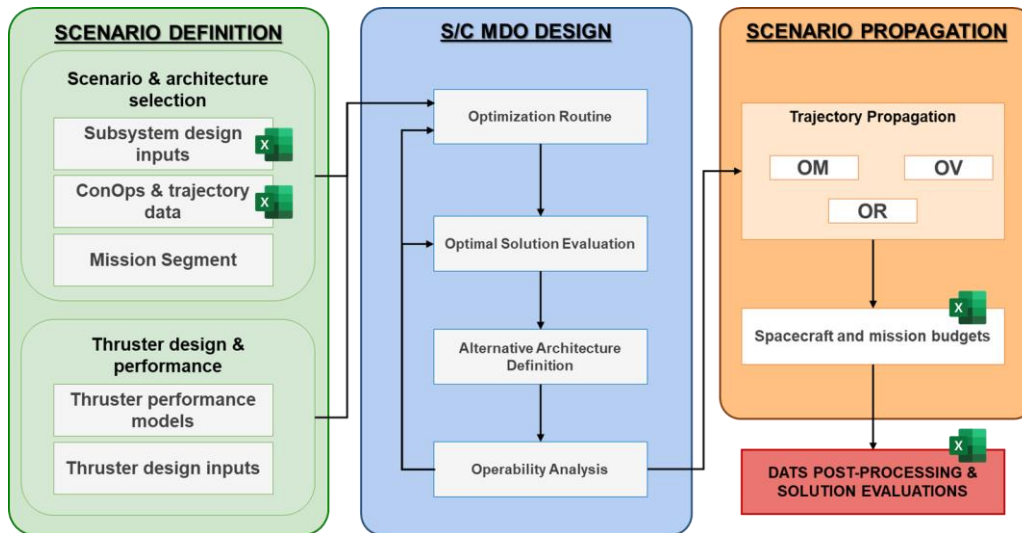 SCENARIO DEFINITION
Scenario & architecture
selection
Subsystem design
inputs
X
ConOps & trajectory
data
X
Mission Segment
Thruster design &
performance
Thruster performance
models
Thruster design inputs
S/C MDO DESIGN
Optimization Routine
Optimal Solution Evaluation
Alternative Architecture
Definition
Operability Analysis
SCENARIO PROPAGATION
Trajectory Propagation
OM
OV
OR
X
Spacecraft and mission budgets
X
DATS POST-PROCESSING &
SOLUTION EVALUATIONS